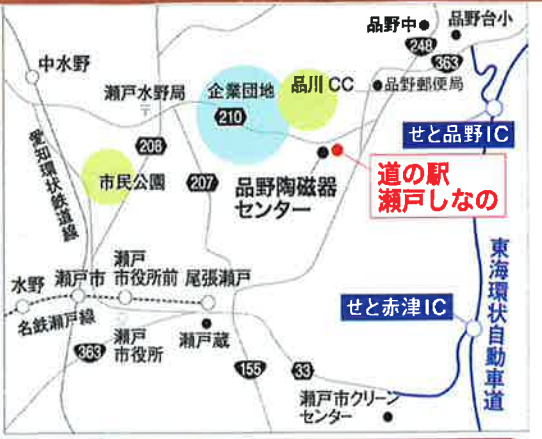 品野中
品野台小
248
363
中水野
瀬戸水野局
企業団地
品川CC
品野郵便局
210
せと品野IC
208
愛知環状鉄道線
市民公園
207
品野陶磁器
センター
道の駅
瀬戸しなの
東海環状自動車道
水野
瀬戸市
瀬戸
市役所前
尾張瀬戸
せと赤津IC
名鉄瀬戸線
363
瀬戸
市役所
瀬戸蔵
155
33
瀬戸市クリーン
センター